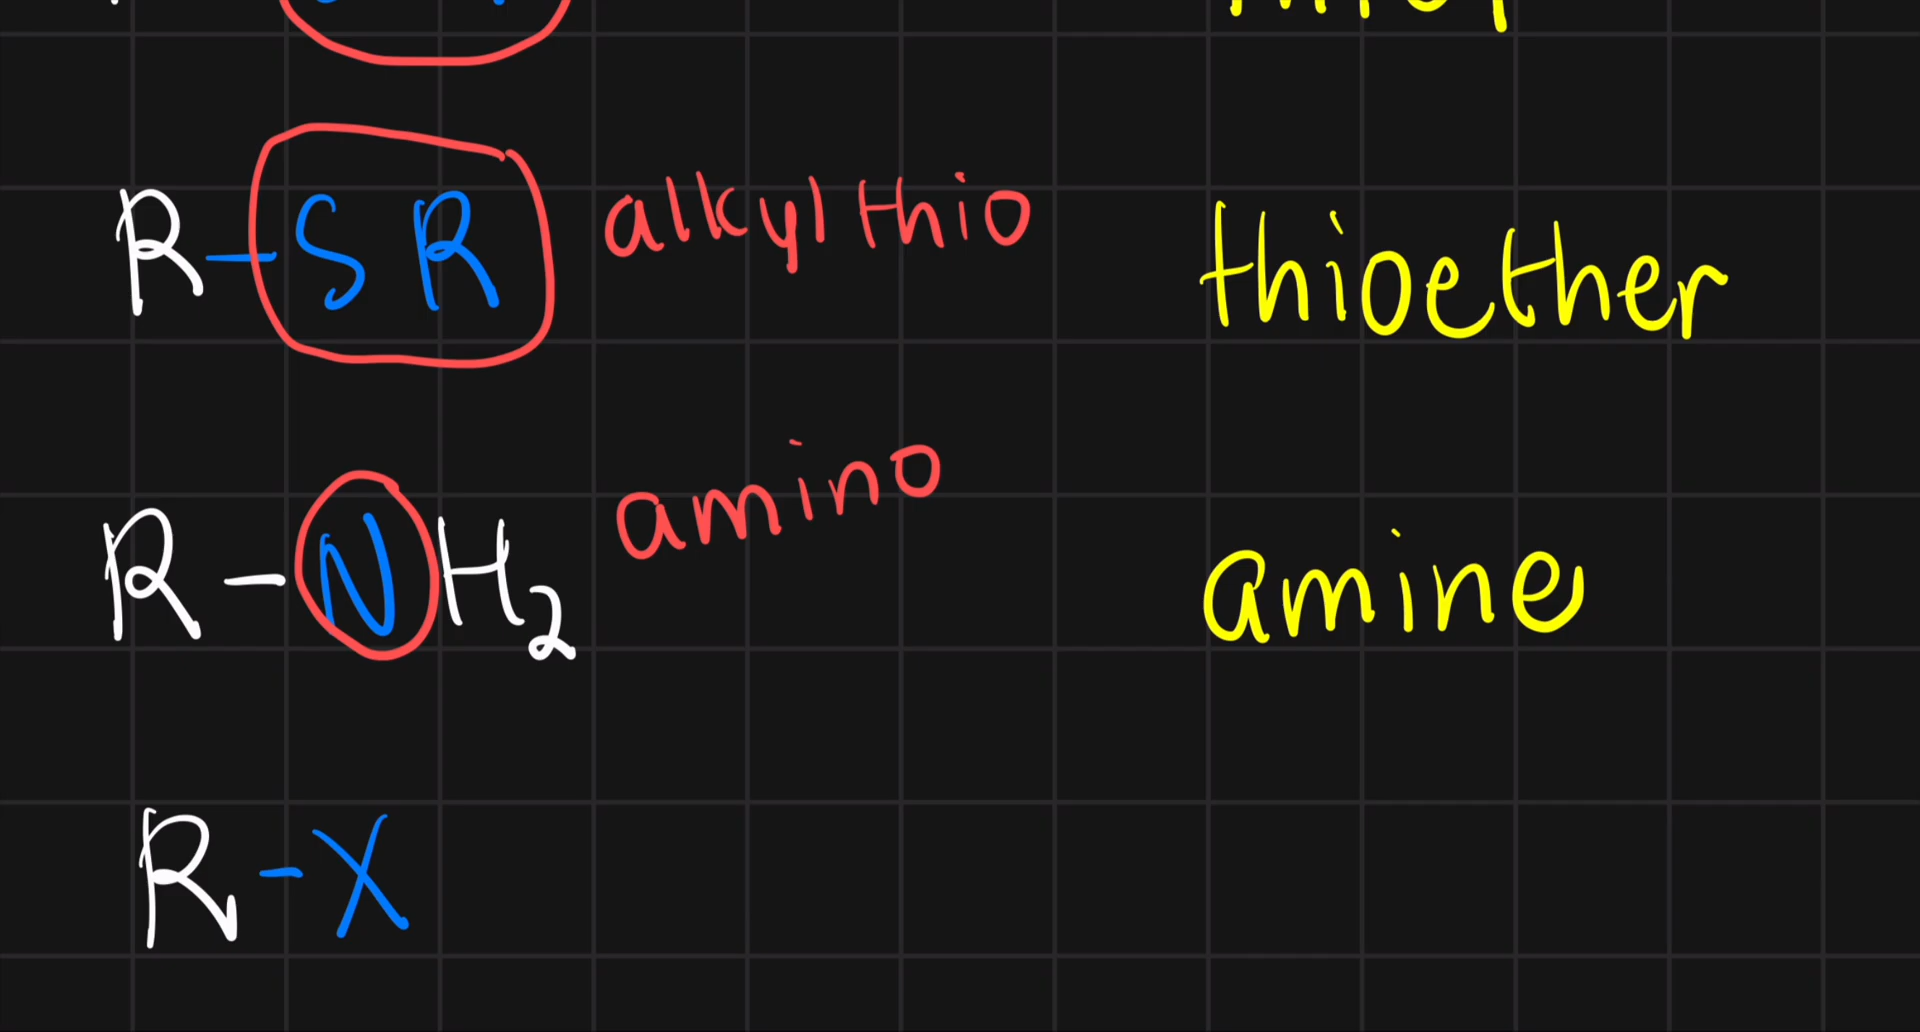 R-SR alkylthio thioether
R-NH₂ amino amine
R-X